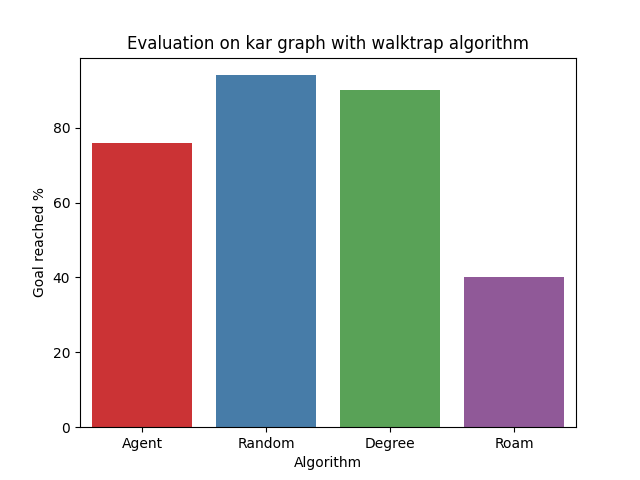 Evaluation on kar graph with walktrap algorithm
Goal reached %
80
60
40
20
0
Agent Random Degree Roam
Algorithm